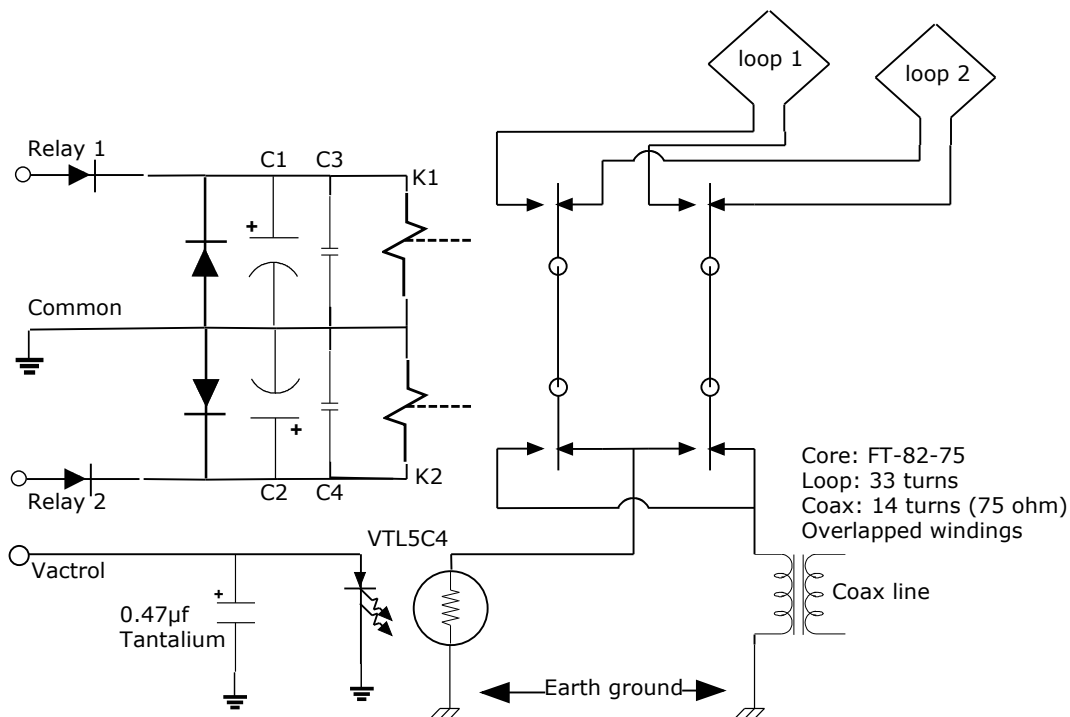 loop 1
loop 2
Relay 1
C1
C3
K1
+
Common
+
K2
Relay 2
C2
C4
Core: FT-82-75
Loop: 33 turns
Coax: 14 turns (75 ohm)
Overlapped windings
VTL5C4
Vactrol
+
0.47µf
Tantalium
Coax line
Earth ground